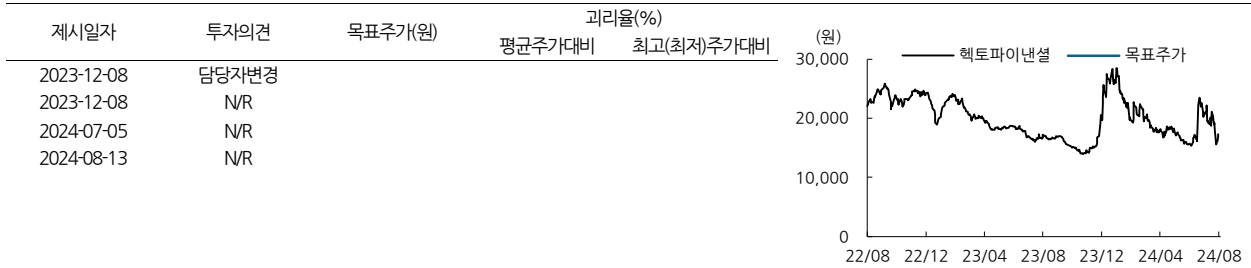 제시일자 투자의견 목표주가(원) 괴리율(%)
평균주가대비 최고(최저)주가대비
2023-12-08 담당자변경
2023-12-08 N/R
2024-07-05 N/R
2024-08-13 N/R
(원)
헥토파이낸셜 목표주가
30,000
20,000
10,000
0
22/08 22/12 23/04 23/08 23/12 24/04 24/08